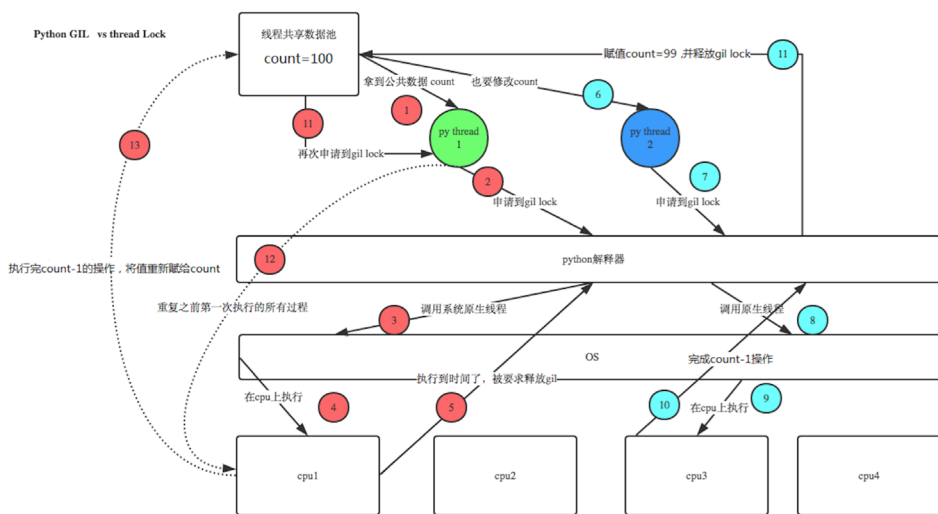 Python GIL vs thread Lock
线程共享数据池
count=100
赋值count=99 ,并释放gil lock
11
拿到公共数据 count
也要修改count
1
6
11
13
py thread
1
py thread
2
再次申请到gil lock
2
7
申请到gil lock
申请到gil lock
12
python解释器
执行完count-1的操作，将值重新赋给count
重复之前第一次执行的所有过程
3
调用系统原生线程
调用原生线程
8
OS
完成count-1操作
执行到时间了，被要求释放gil
在cpu上执行
4
5
10
在cpu上执行
9
cpu1
cpu2
cpu3
cpu4